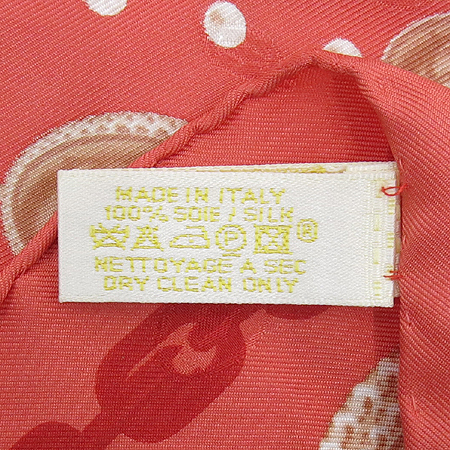 MADE IN ITALY
100% SOIE / SILK
P ®
NETTOYAGE A SEC
DRY CLEAN ONLY